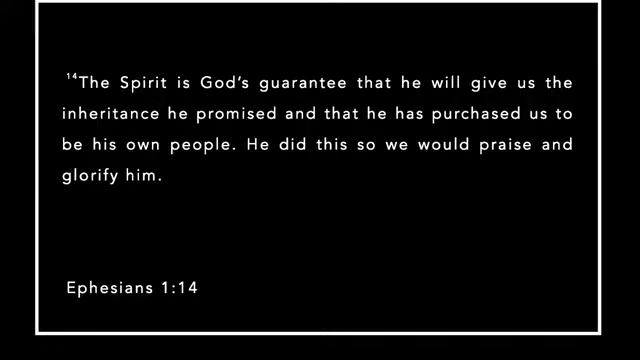 ¹⁴The Spirit is God's guarantee that he will give us the
inheritance he promised and that he has purchased us to
be his own people. He did this so we would praise and
glorify him.
Ephesians 1:14